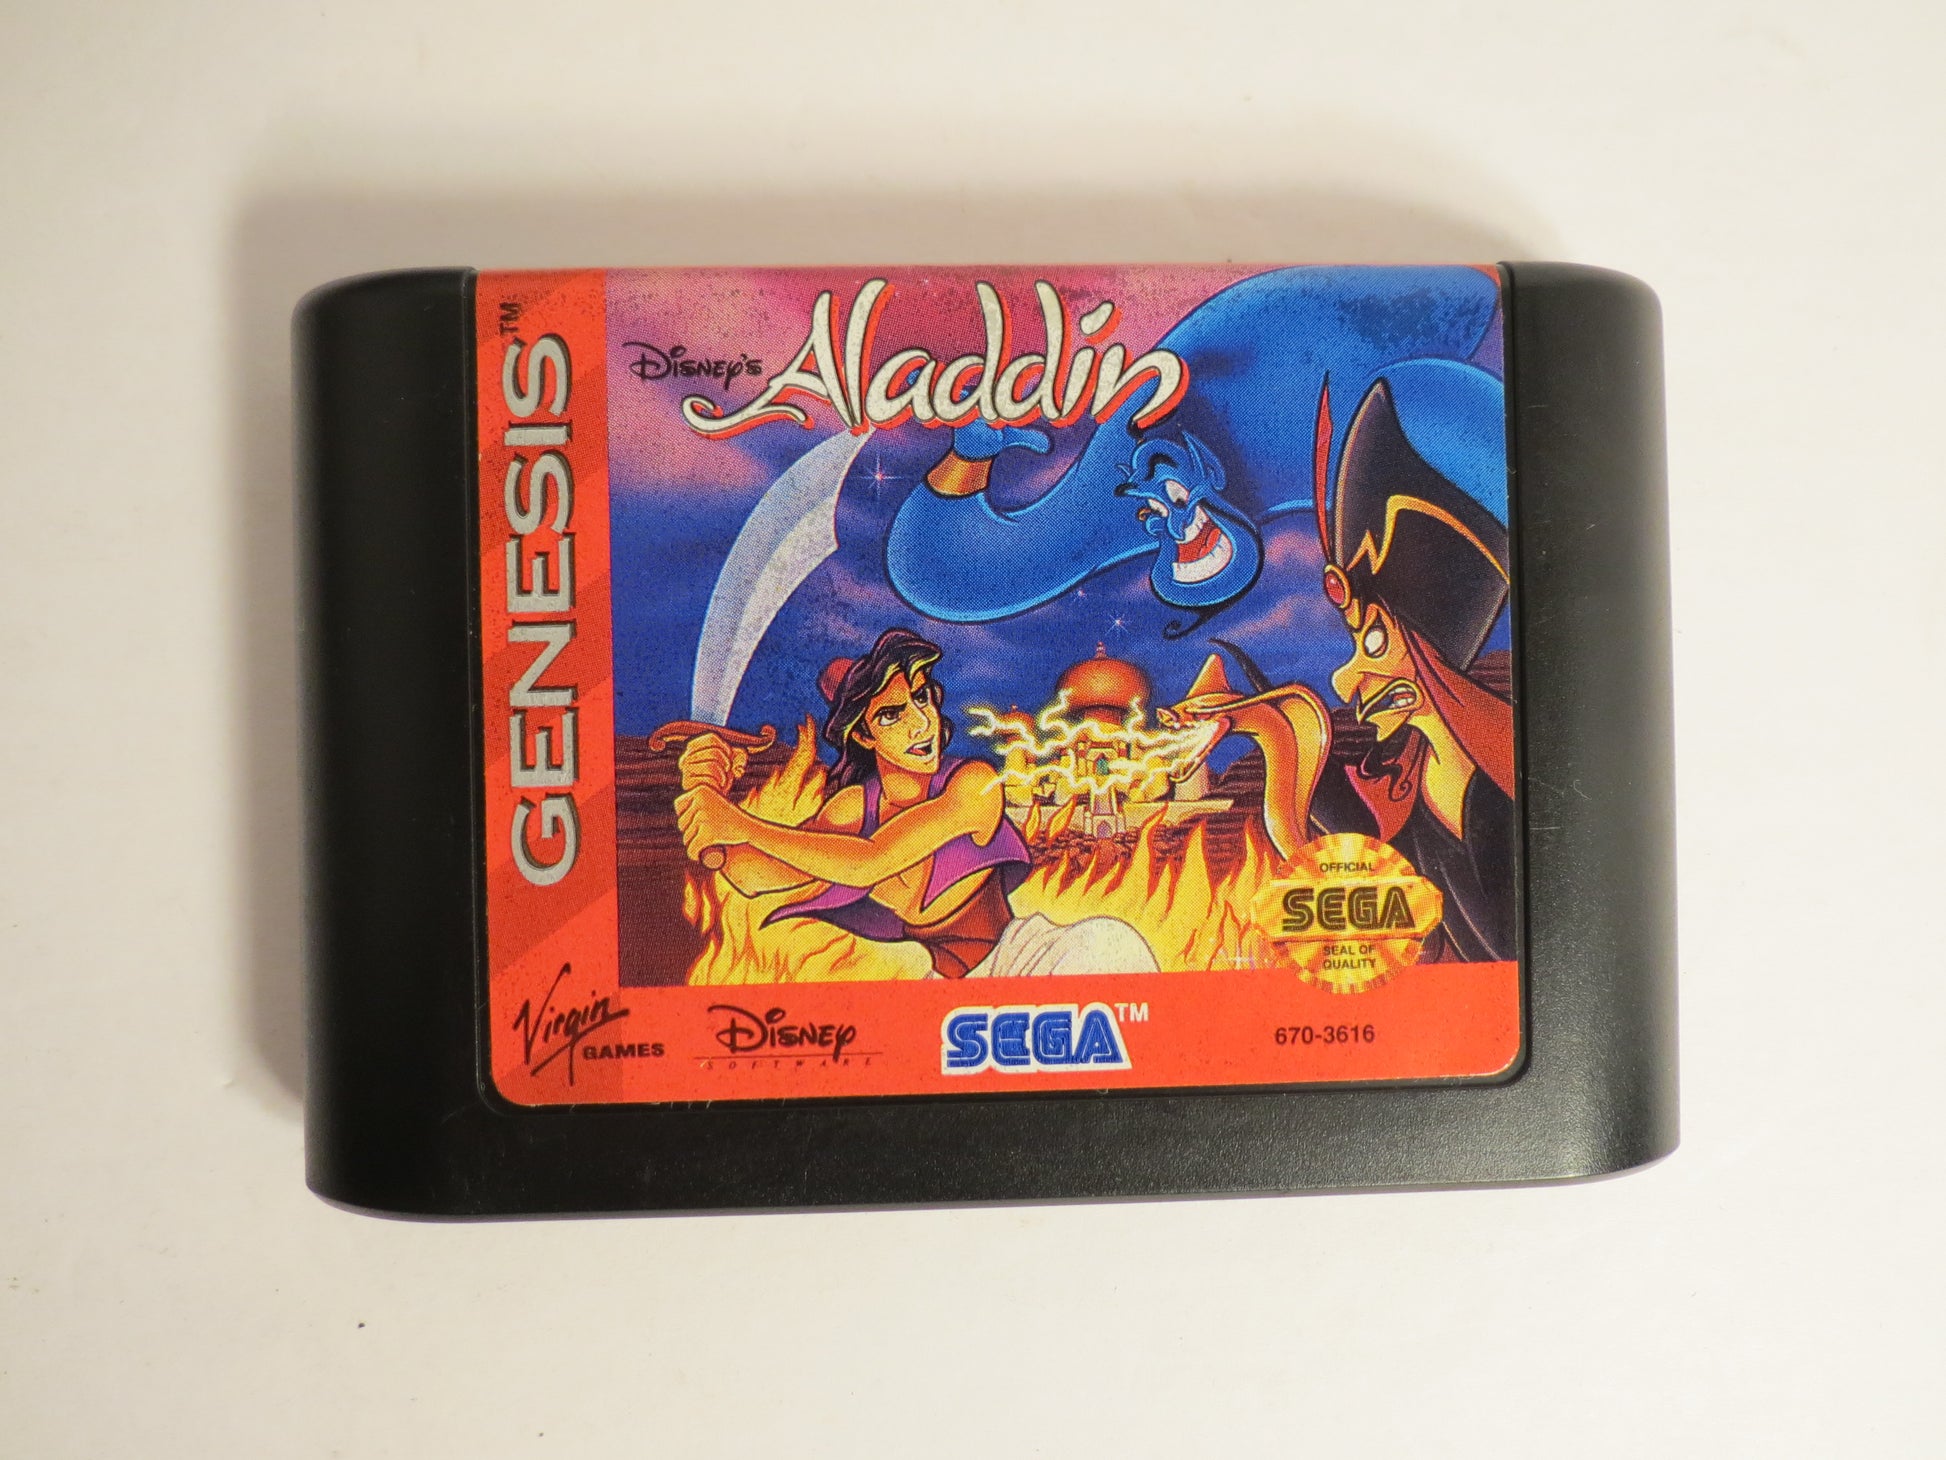 GENESIS™
Disney's Aladdin
OFFICIAL
SEGA
SEAL OF
QUALITY
Virgin
GAMES
Disney
SOFTWARE
SEGA™
670-3616